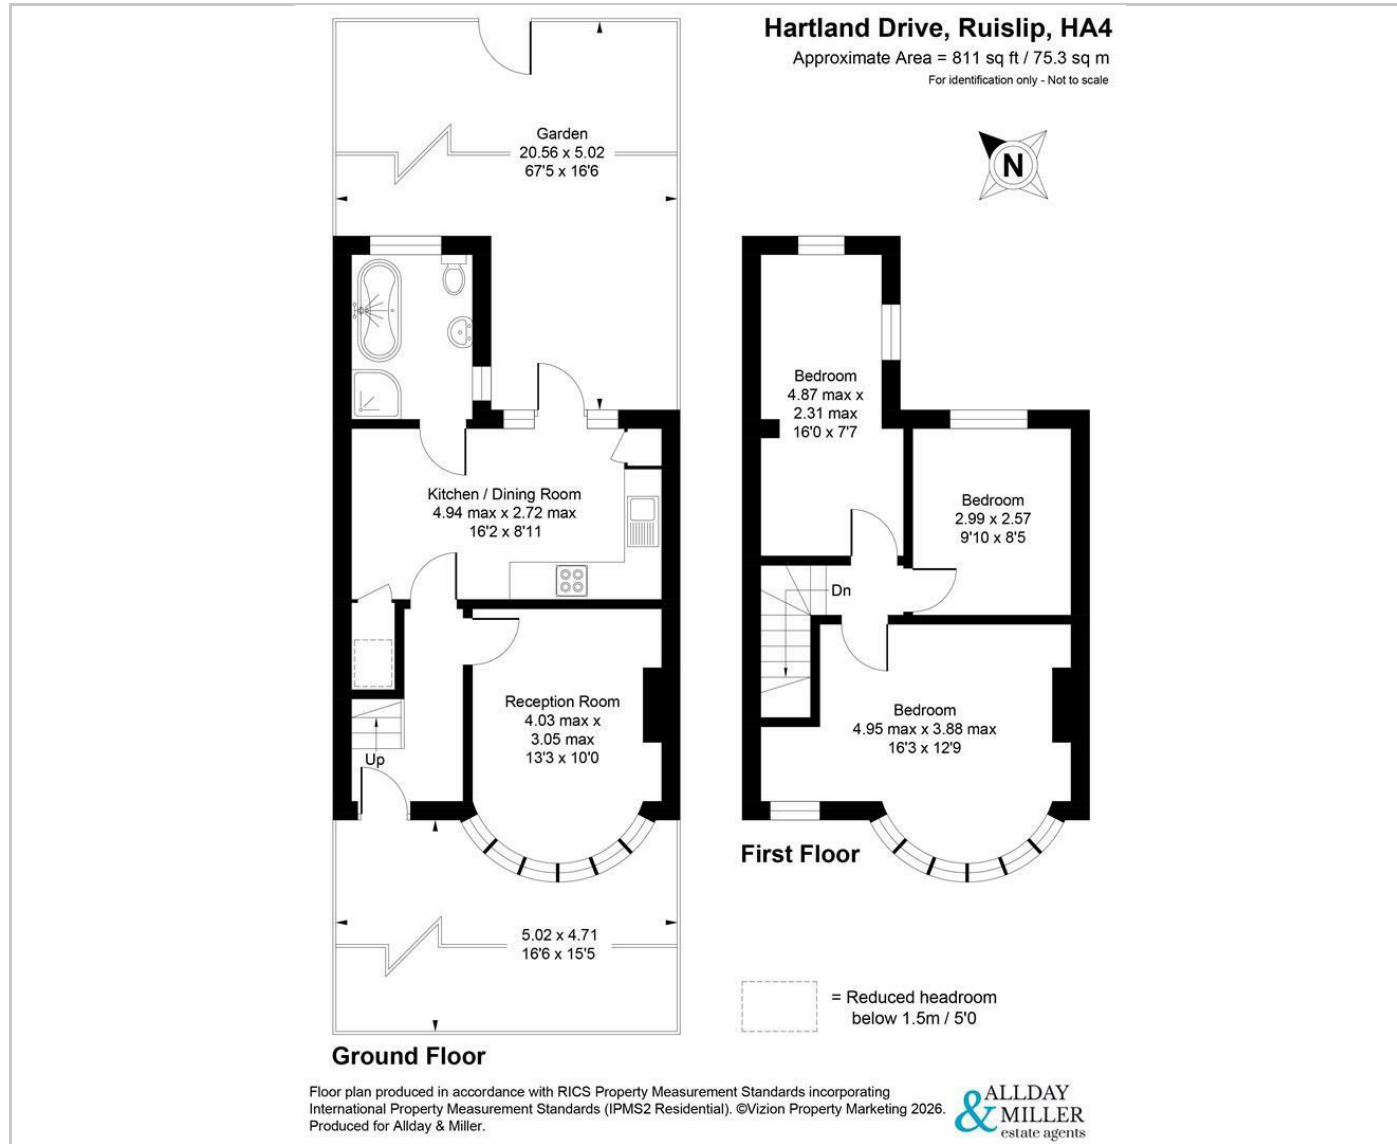 Hartland Drive, Ruislip, HA4
Approximate Area = 811 sq ft / 75.3 sq m
For identification only - Not to scale
N
Garden
20.56 x 5.02
67'5 x 16'6
Kitchen / Dining Room
4.94 max x 2.72 max
16'2 x 8'11
Reception Room
4.03 max x
3.05 max
13'3 x 10'0
Up
5.02 x 4.71
16'6 x 15'5
Ground Floor
Bedroom
4.87 max x
2.31 max
16'0 x 7'7
Bedroom
2.99 x 2.57
9'10 x 8'5
Dn
Bedroom
4.95 max x 3.88 max
16'3 x 12'9
First Floor
= Reduced headroom
below 1.5m / 5'0
Floor plan produced in accordance with RICS Property Measurement Standards incorporating
International Property Measurement Standards (IPMS2 Residential). ©Vizion Property Marketing 2026.
Produced for Allday & Miller.
ALLDAY
& MILLER
estate agents